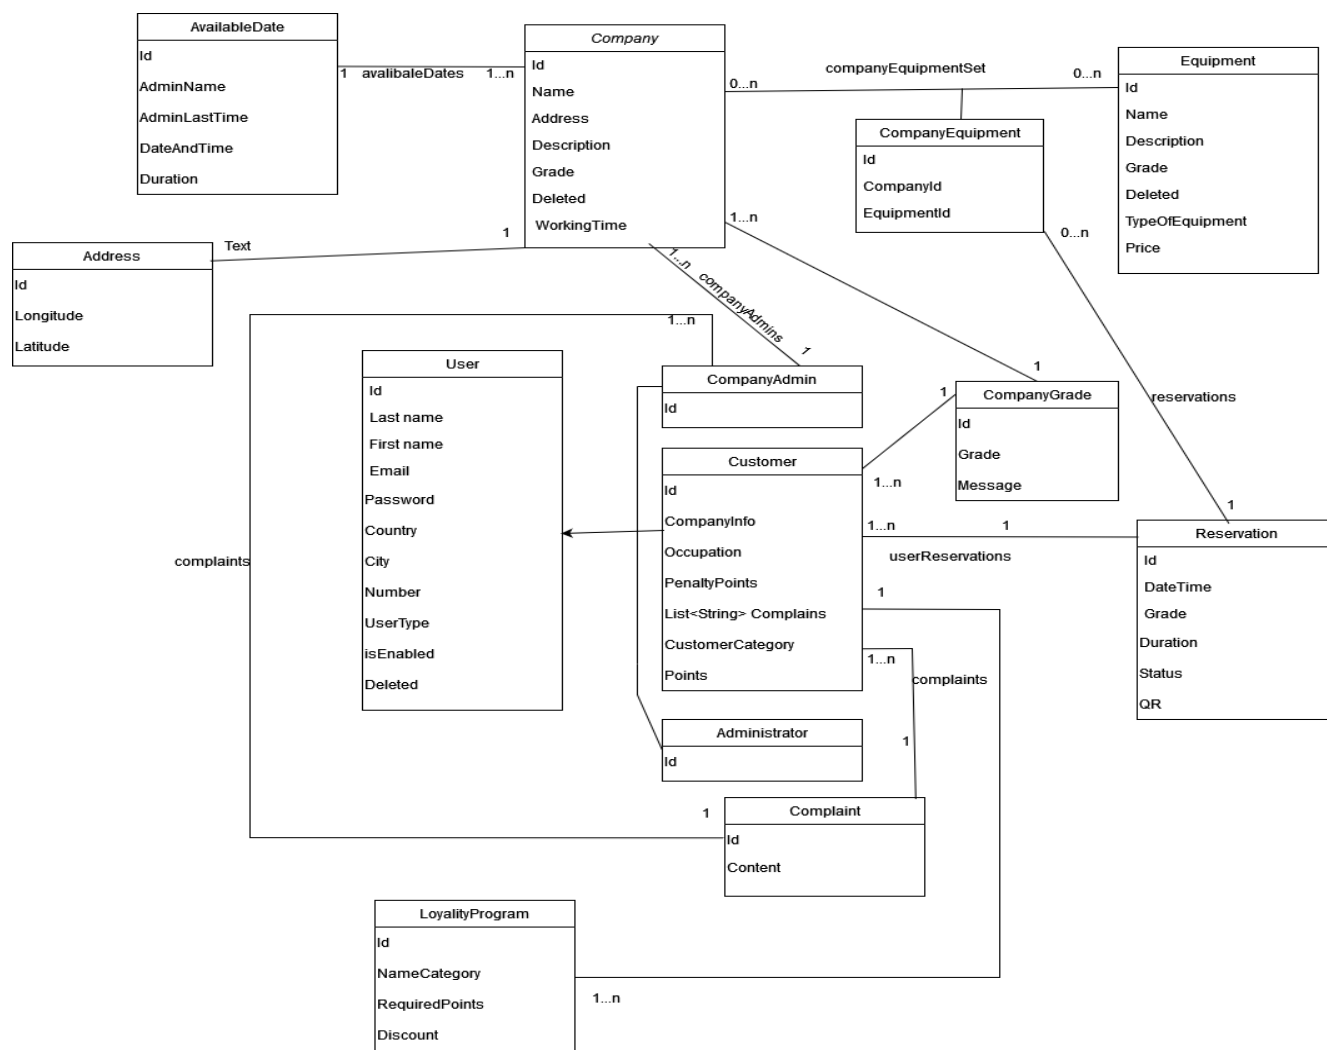 AvailableDate
Id
AdminName
AdminLastTime
DateAndTime
Duration
1
avalibaleDates
1...n
Company
Id
Name
Address
Description
Grade
Deleted
WorkingTime
0...n
companyEquipmentSet
0...n
Equipment
Id
Name
Description
Grade
Deleted
TypeOfEquipment
Price
CompanyEquipment
Id
CompanyId
EquipmentId
0...n
reservations
1
Address
Id
Longitude
Latitude
Text
1
1...n
companyAdmins
1
1...n
1
1...n
complaints
User
Id
Last name
First name
Email
Password
Country
City
Number
UserType
isEnabled
Deleted
CompanyAdmin
Id
CompanyGrade
Id
Grade
Message
1
1...n
Customer
Id
CompanyInfo
Occupation
PenaltyPoints
List<String> Complains
CustomerCategory
Points
1...n
1
userReservations
Reservation
Id
DateTime
Grade
Duration
Status
QR
1
1...n
complaints
1
Administrator
Id
1
Complaint
Id
Content
LoyalityProgram
Id
NameCategory
RequiredPoints
Discount
1...n